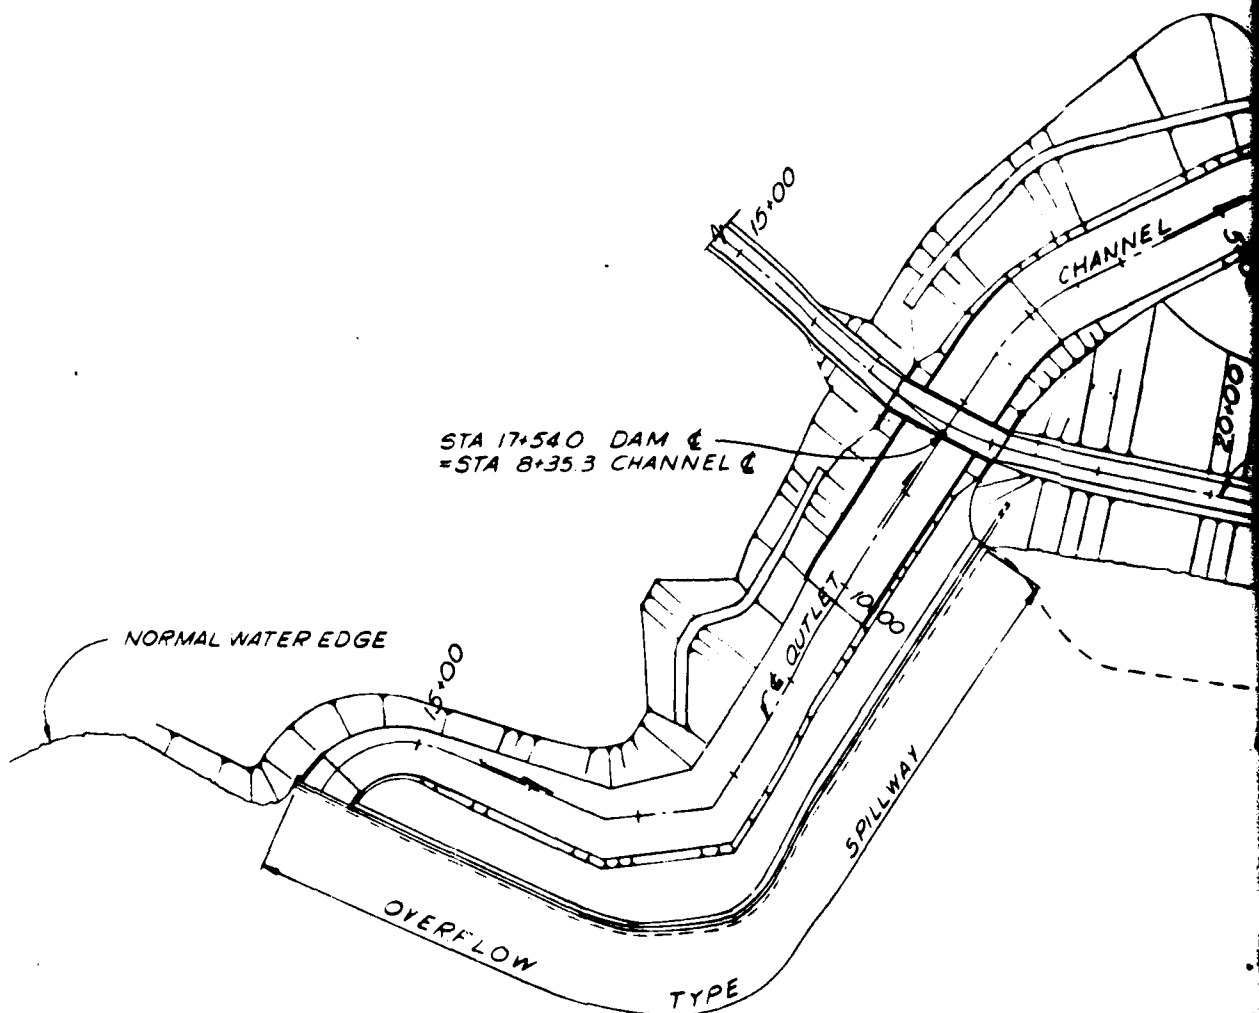 15+00
CHANNEL
20+00
STA 17+54.0 DAM ℄
=STA 8+35.3 CHANNEL ℄
NORMAL WATER EDGE
15+00
℄ OUTLET
10+00
SPILLWAY
OVERFLOW
TYPE